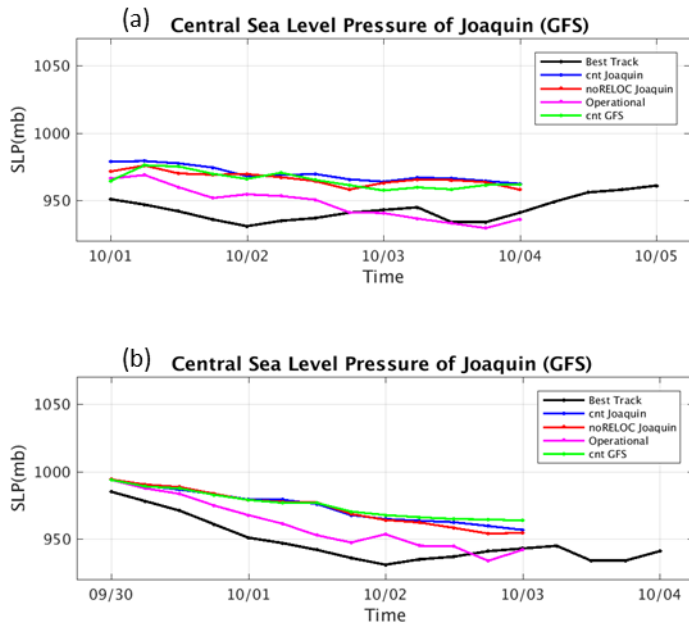 (a)
Central Sea Level Pressure of Joaquin (GFS)
1050
1000
950
SLP(mb)
Best Track
cnt Joaquin
noRELOC Joaquin
Operational
cnt GFS
10/01 10/02 10/03 10/04 10/05
Time
(b)
Central Sea Level Pressure of Joaquin (GFS)
1050
1000
950
SLP(mb)
Best Track
cnt Joaquin
noRELOC Joaquin
Operational
cnt GFS
09/30 10/01 10/02 10/03 10/04
Time